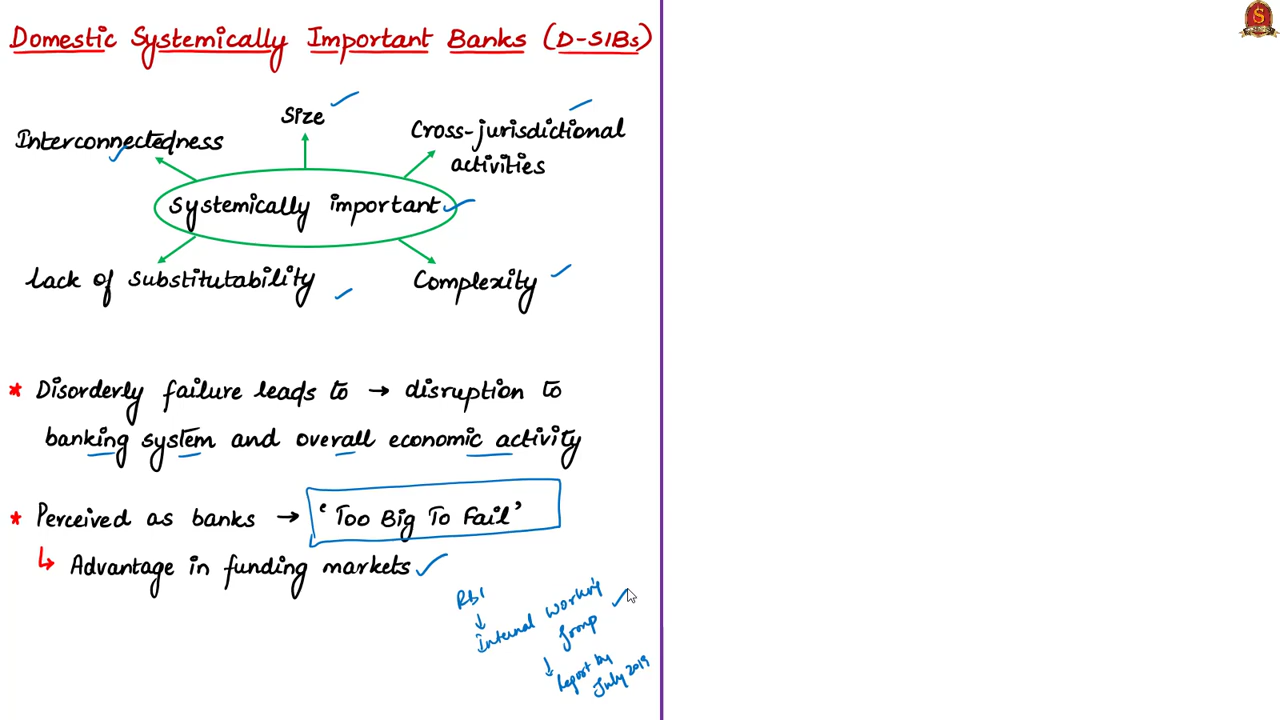 Domestic Systemically Important Banks (D-SIBs)
Size
Interconnectedness
Cross-jurisdictional
activities
Systemically important
Lack of substitutability
Complexity
* Disorderly failure leads to → disruption to
banking system and overall economic activity
* Perceived as banks → 'Too Big To Fail'
↳ Advantage in funding markets
RBI
↓
Internal Working
Group
↓
Report by
July 2019
S